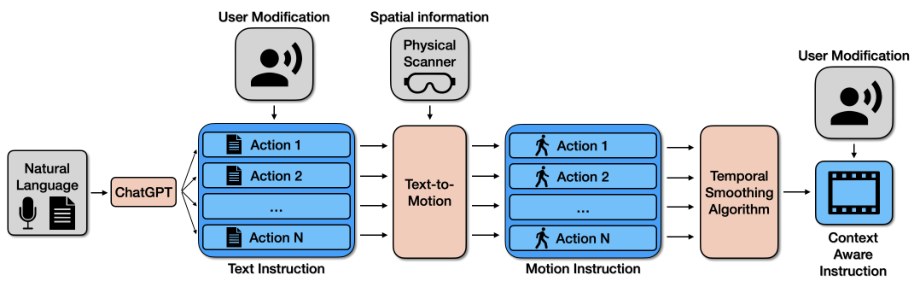 User Modification
Spatial information
Physical
Scanner
User Modification
Natural
Language
ChatGPT
Action 1
Action 2
...
Action N
Text Instruction
Text-to-
Motion
Action 1
Action 2
...
Action N
Motion Instruction
Temporal
Smoothing
Algorithm
Context
Aware
Instruction